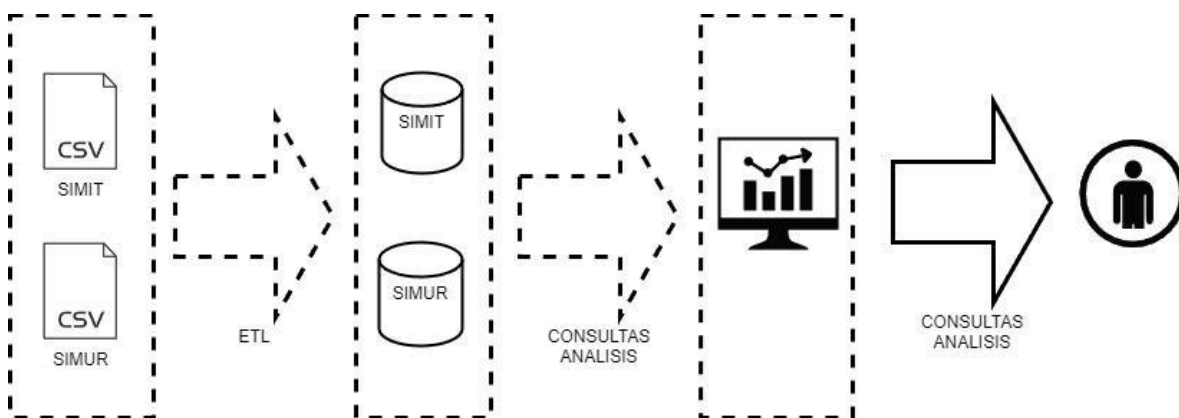 CSV
SIMIT
CSV
SIMUR
ETL
SIMIT
SIMUR
CONSULTAS
ANALISIS
CONSULTAS
ANALISIS